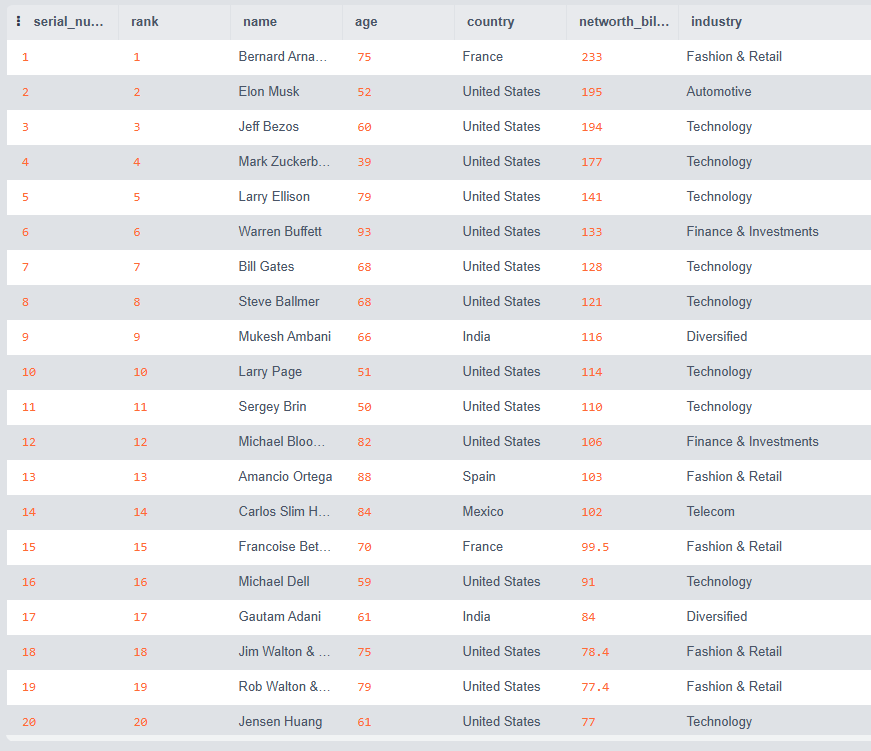 serial_nu... rank name age country networth_bil... industry
1 1 Bernard Arna... 75 France 233 Fashion & Retail
2 2 Elon Musk 52 United States 195 Automotive
3 3 Jeff Bezos 60 United States 194 Technology
4 4 Mark Zuckerb... 39 United States 177 Technology
5 5 Larry Ellison 79 United States 141 Technology
6 6 Warren Buffett 93 United States 133 Finance & Investments
7 7 Bill Gates 68 United States 128 Technology
8 8 Steve Ballmer 68 United States 121 Technology
9 9 Mukesh Ambani 66 India 116 Diversified
10 10 Larry Page 51 United States 114 Technology
11 11 Sergey Brin 50 United States 110 Technology
12 12 Michael Bloo... 82 United States 106 Finance & Investments
13 13 Amancio Ortega 88 Spain 103 Fashion & Retail
14 14 Carlos Slim H... 84 Mexico 102 Telecom
15 15 Francoise Bet... 70 France 99.5 Fashion & Retail
16 16 Michael Dell 59 United States 91 Technology
17 17 Gautam Adani 61 India 84 Diversified
18 18 Jim Walton & ... 75 United States 78.4 Fashion & Retail
19 19 Rob Walton &... 79 United States 77.4 Fashion & Retail
20 20 Jensen Huang 61 United States 77 Technology